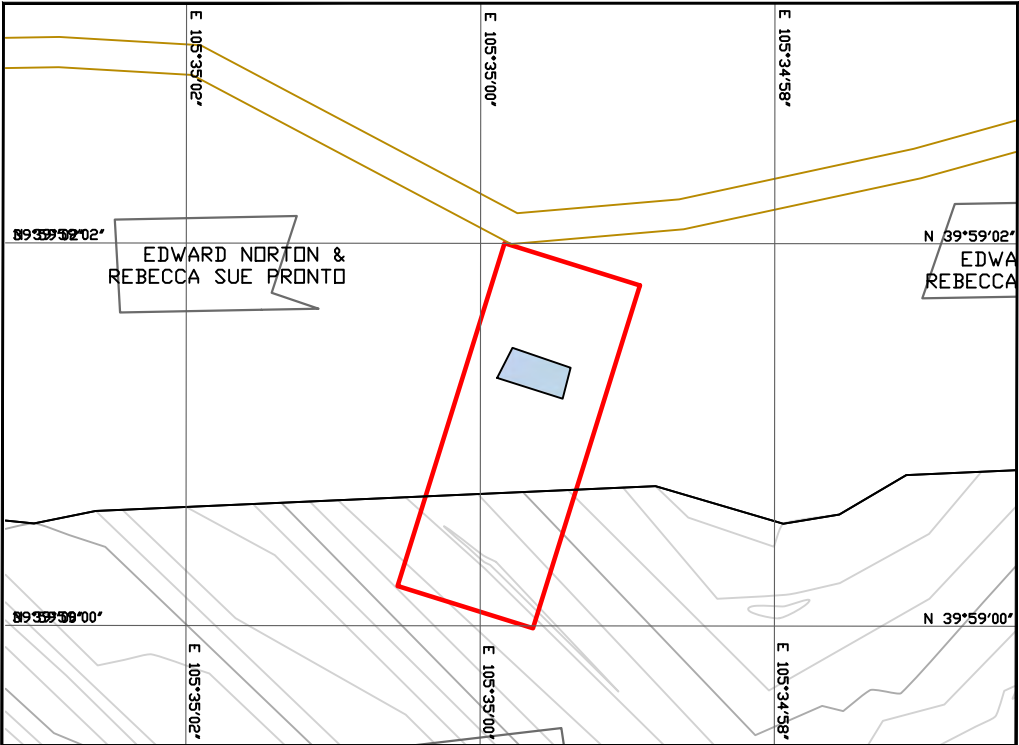 E 105°35'02"
E 105°35'00"
E 105°34'58"
N 39°59'02"
EDWARD NORTON &
REBECCA SUE PRONTO
EDWA
REBECCA
N 39°59'00"
E 105°35'02"
E 105°35'00"
E 105°34'58"